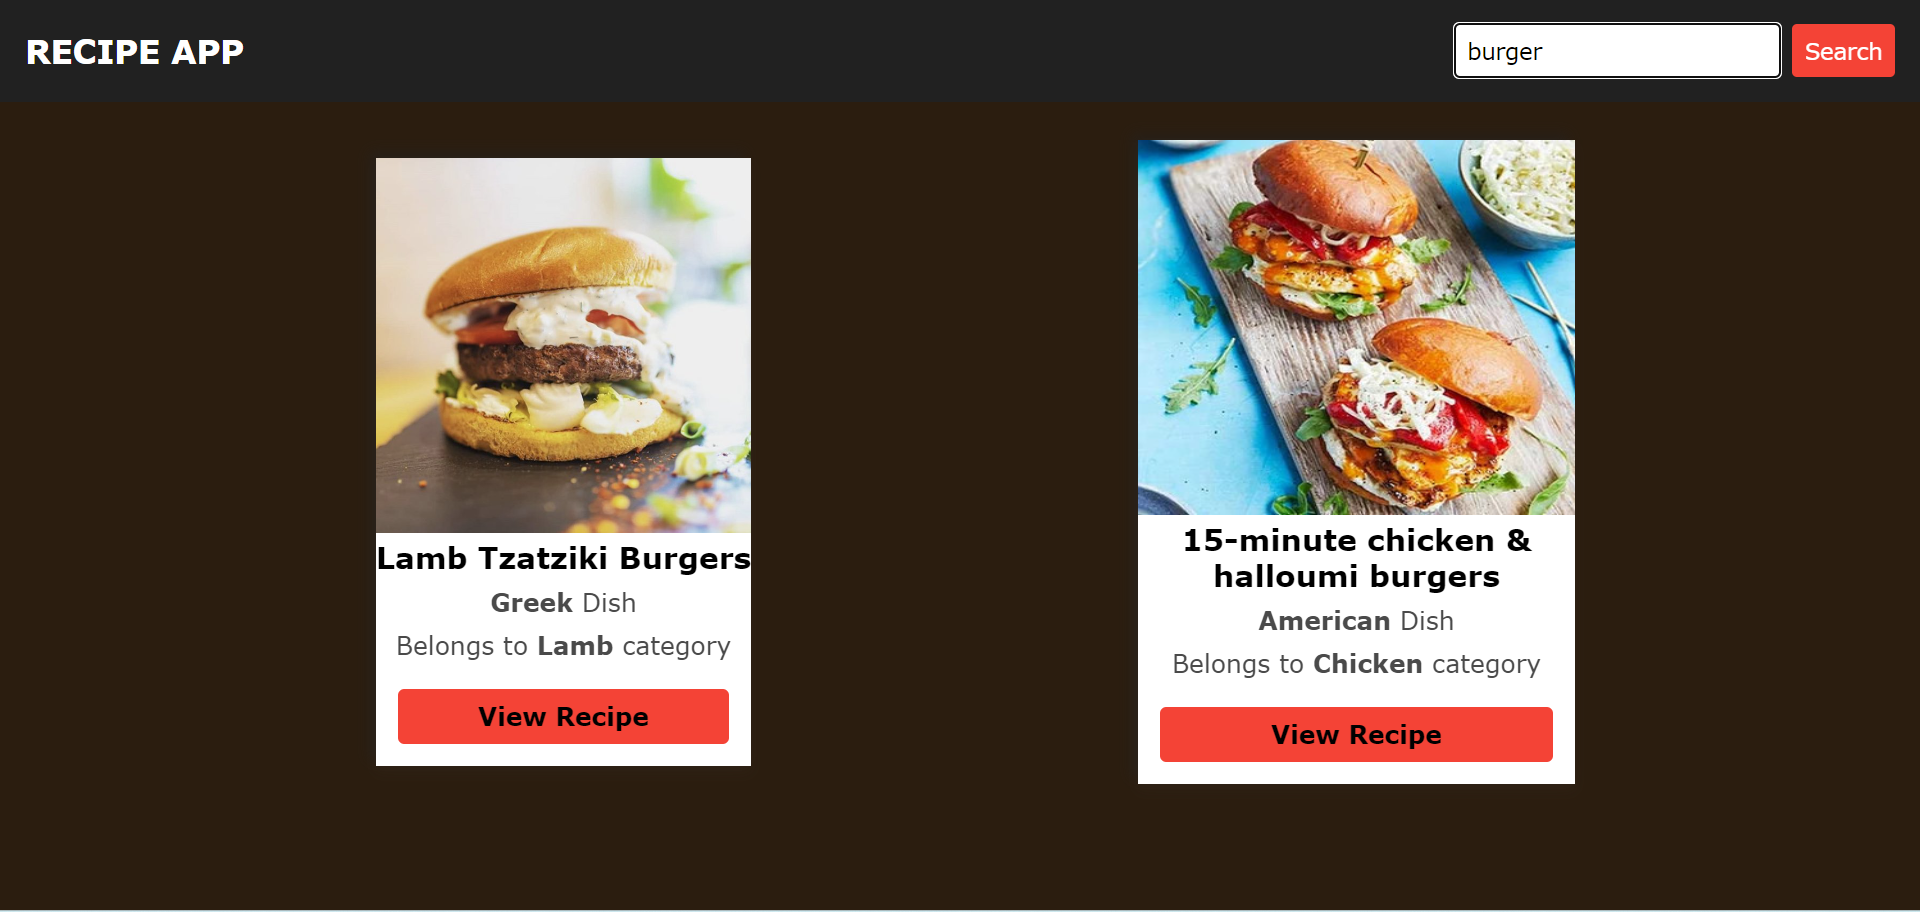 RECIPE APP
burger
Search
Lamb Tzatziki Burgers
Greek Dish
Belongs to Lamb category
View Recipe
15-minute chicken &
halloumi burgers
American Dish
Belongs to Chicken category
View Recipe